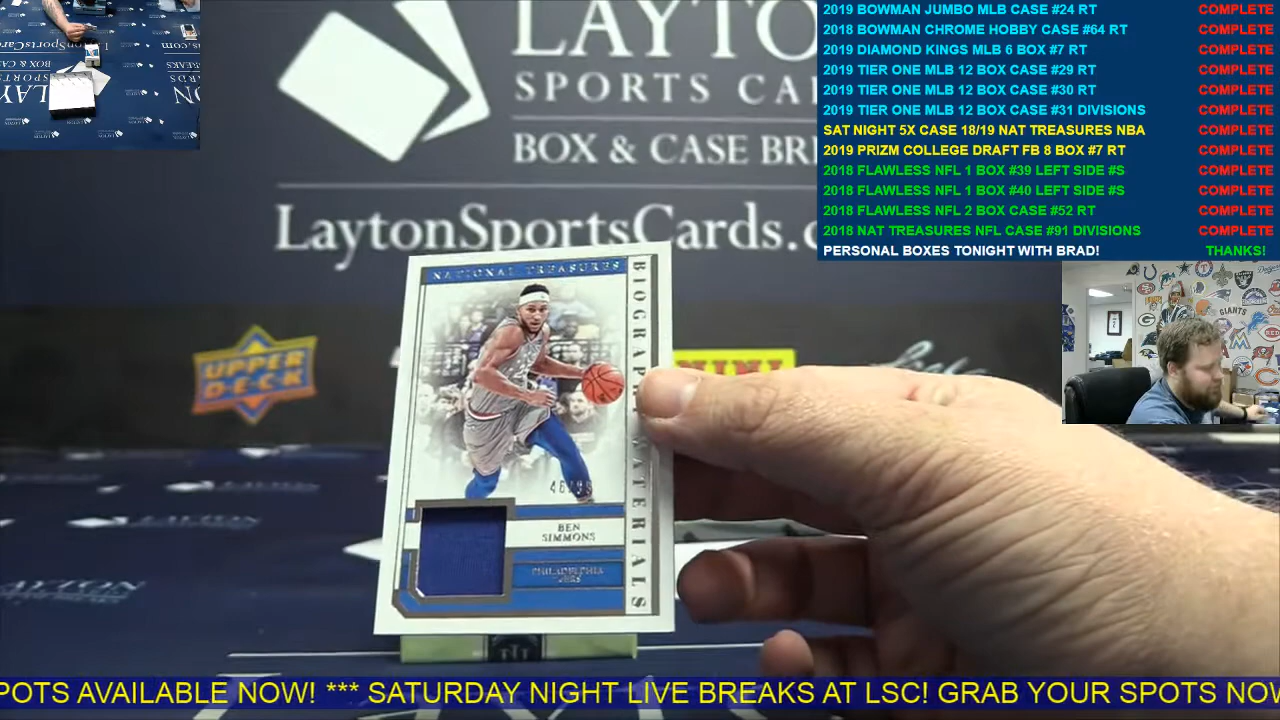 2019 BOWMAN JUMBO MLB CASE #24 RT COMPLETE
2018 BOWMAN CHROME HOBBY CASE #64 RT COMPLETE
2019 DIAMOND KINGS MLB 6 BOX #7 RT COMPLETE
2019 TIER ONE MLB 12 BOX CASE #29 RT COMPLETE
2019 TIER ONE MLB 12 BOX CASE #30 RT COMPLETE
2019 TIER ONE MLB 12 BOX CASE #31 DIVISIONS COMPLETE
SAT NIGHT 5X CASE 18/19 NAT TREASURES NBA COMPLETE
2019 PRIZM COLLEGE DRAFT FB 8 BOX #7 RT COMPLETE
2018 FLAWLESS NFL 1 BOX #39 LEFT SIDE #S COMPLETE
2018 FLAWLESS NFL 1 BOX #40 LEFT SIDE #S COMPLETE
2018 FLAWLESS NFL 2 BOX CASE #52 RT COMPLETE
2018 NAT TREASURES NFL CASE #91 DIVISIONS COMPLETE
PERSONAL BOXES TONIGHT WITH BRAD! THANKS!
LAYTON
SPORTS CA
BOX & CASE BR
LaytonSportsCards.c
UPPER
DECK
NATIONAL TREASURES
BEN
SIMMONS
PHILADELPHIA
76ERS
MATERIALS
GIANTS
POTS AVAILABLE NOW! *** SATURDAY NIGHT LIVE BREAKS AT LSC! GRAB YOUR SPOTS NOW